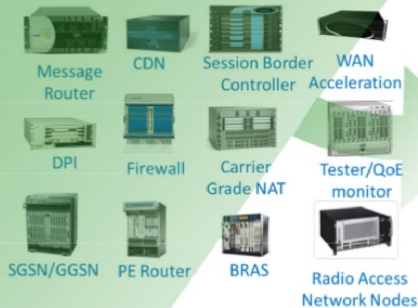 Message
Router
CDN
Session Border
Controller
WAN
Acceleration
DPI
Firewall
Carrier
Grade NAT
Tester/QoE
monitor
SGSN/GGSN
PE Router
BRAS
Radio Access
Network Nodes